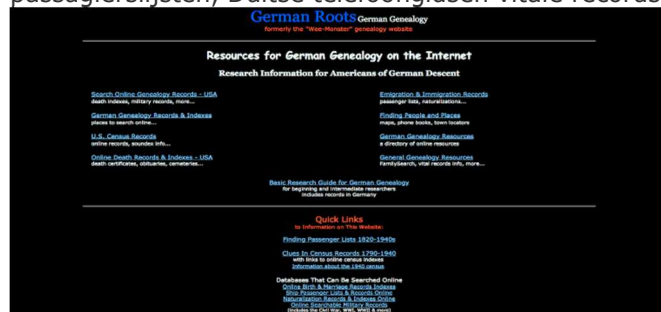 German Roots German Genealogy
formerly the "Wee-Monster" genealogy website
Resources for German Genealogy on the Internet
Research Information for Americans of German Descent
Search Online Genealogy Records - USA
death indexes, military records, more...
German Genealogy Records & Indexes
places to search online...
U.S. Census Records
online records, soundex info...
Online Death Records & Indexes - USA
death certificates, obituaries, cemeteries...
Emigration & Immigration Records
passenger lists, naturalizations...
Finding People and Places
maps, phone books, town locators
German Genealogy Resources
a directory of online resources
General Genealogy Resources
FamilySearch, vital records info, more...
Basic Research Guide for German Genealogy
for beginning and intermediate researchers
includes records in Germany
Quick Links
to Information on This Website:
Finding Passenger Lists 1820-1940s
Clues In Census Records 1790-1940
with links to online census indexes
Information about the 1940 census
Databases That Can Be Searched Online
Online Birth & Marriage Records Indexes
Ship Passenger Lists & Records Online
Naturalization Records & Indexes Online
Online Searchable Military Records
(includes the Civil War, WWI, WWII & more)